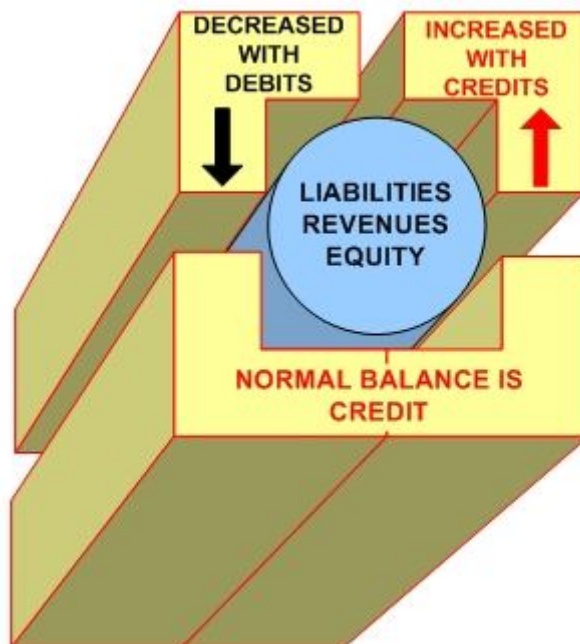 DECREASED
WITH
DEBITS
INCREASED
WITH
CREDITS
LIABILITIES
REVENUES
EQUITY
NORMAL BALANCE IS
CREDIT